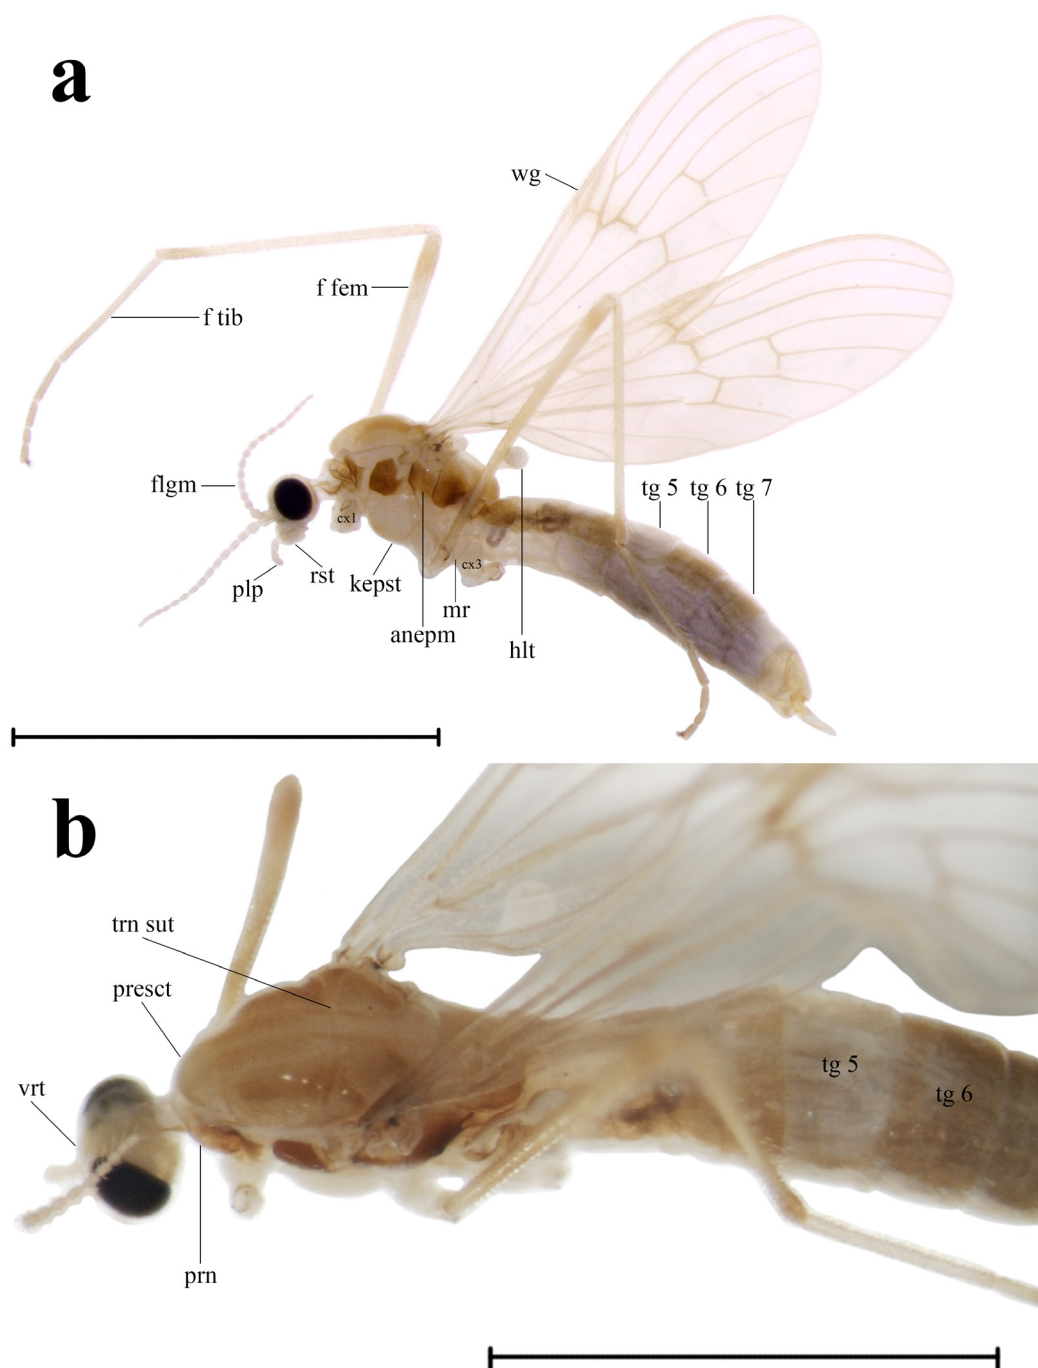 a
wg
f fem
f tib
flgm
tg 5 tg 6 tg 7
cx1
cx3
rst
plp
kepst
mr
anepm
hlt
b
trn sut
presct
tg 5
vrt
tg 6
prn